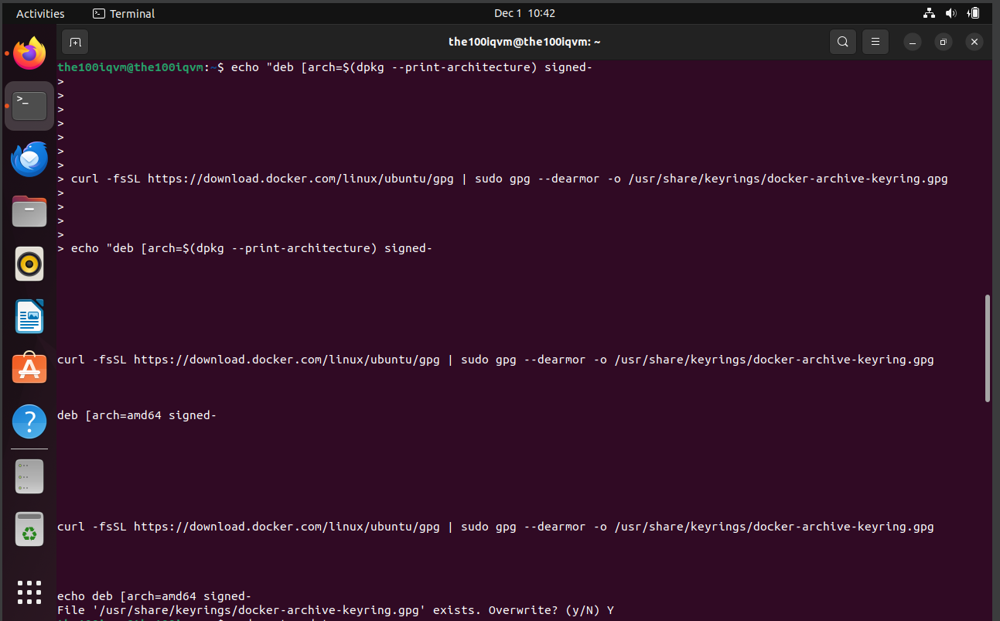 Activities
Terminal
Dec 1 10:42
the100iqvm@the100iqvm: ~
the100iqvm@the100iqvm:~$ echo "deb [arch=$(dpkg --print-architecture) signed-
>
>
>
>
>
>
>
> curl -fsSL https://download.docker.com/linux/ubuntu/gpg | sudo gpg --dearmor -o /usr/share/keyrings/docker-archive-keyring.gpg
>
>
>
>
> echo "deb [arch=$(dpkg --print-architecture) signed-
curl -fsSL https://download.docker.com/linux/ubuntu/gpg | sudo gpg --dearmor -o /usr/share/keyrings/docker-archive-keyring.gpg
deb [arch=amd64 signed-
curl -fsSL https://download.docker.com/linux/ubuntu/gpg | sudo gpg --dearmor -o /usr/share/keyrings/docker-archive-keyring.gpg
echo deb [arch=amd64 signed-
File '/usr/share/keyrings/docker-archive-keyring.gpg' exists. Overwrite? (y/N) Y